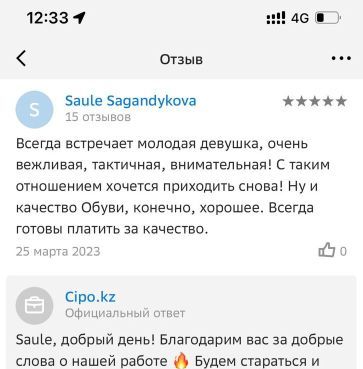 12:33 4G
Отзыв
S Saule Sagandykova
15 отзывов
Всегда встречает молодая девушка, очень
вежливая, тактичная, внимательная! С таким
отношением хочется приходить снова! Ну и
качество Обуви, конечно, хорошее. Всегда
готовы платить за качество.
25 марта 2023 0
Cipo.kz
Официальный ответ
Saule, добрый день! Благодарим вас за добрые
слова о нашей работе 🔥 Будем стараться и